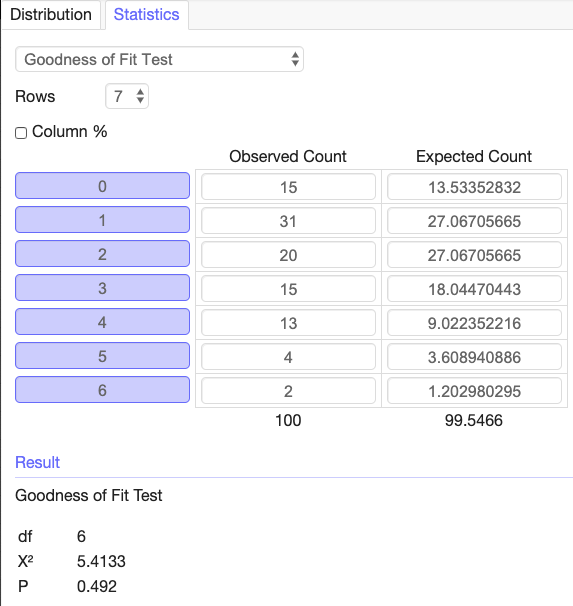 Distribution Statistics
Goodness of Fit Test
Rows 7
Column %
Observed Count Expected Count
0 15 13.53352832
1 31 27.06705665
2 20 27.06705665
3 15 18.04470443
4 13 9.022352216
5 4 3.608940886
6 2 1.202980295
100 99.5466
Result
Goodness of Fit Test
df 6
X² 5.4133
P 0.492